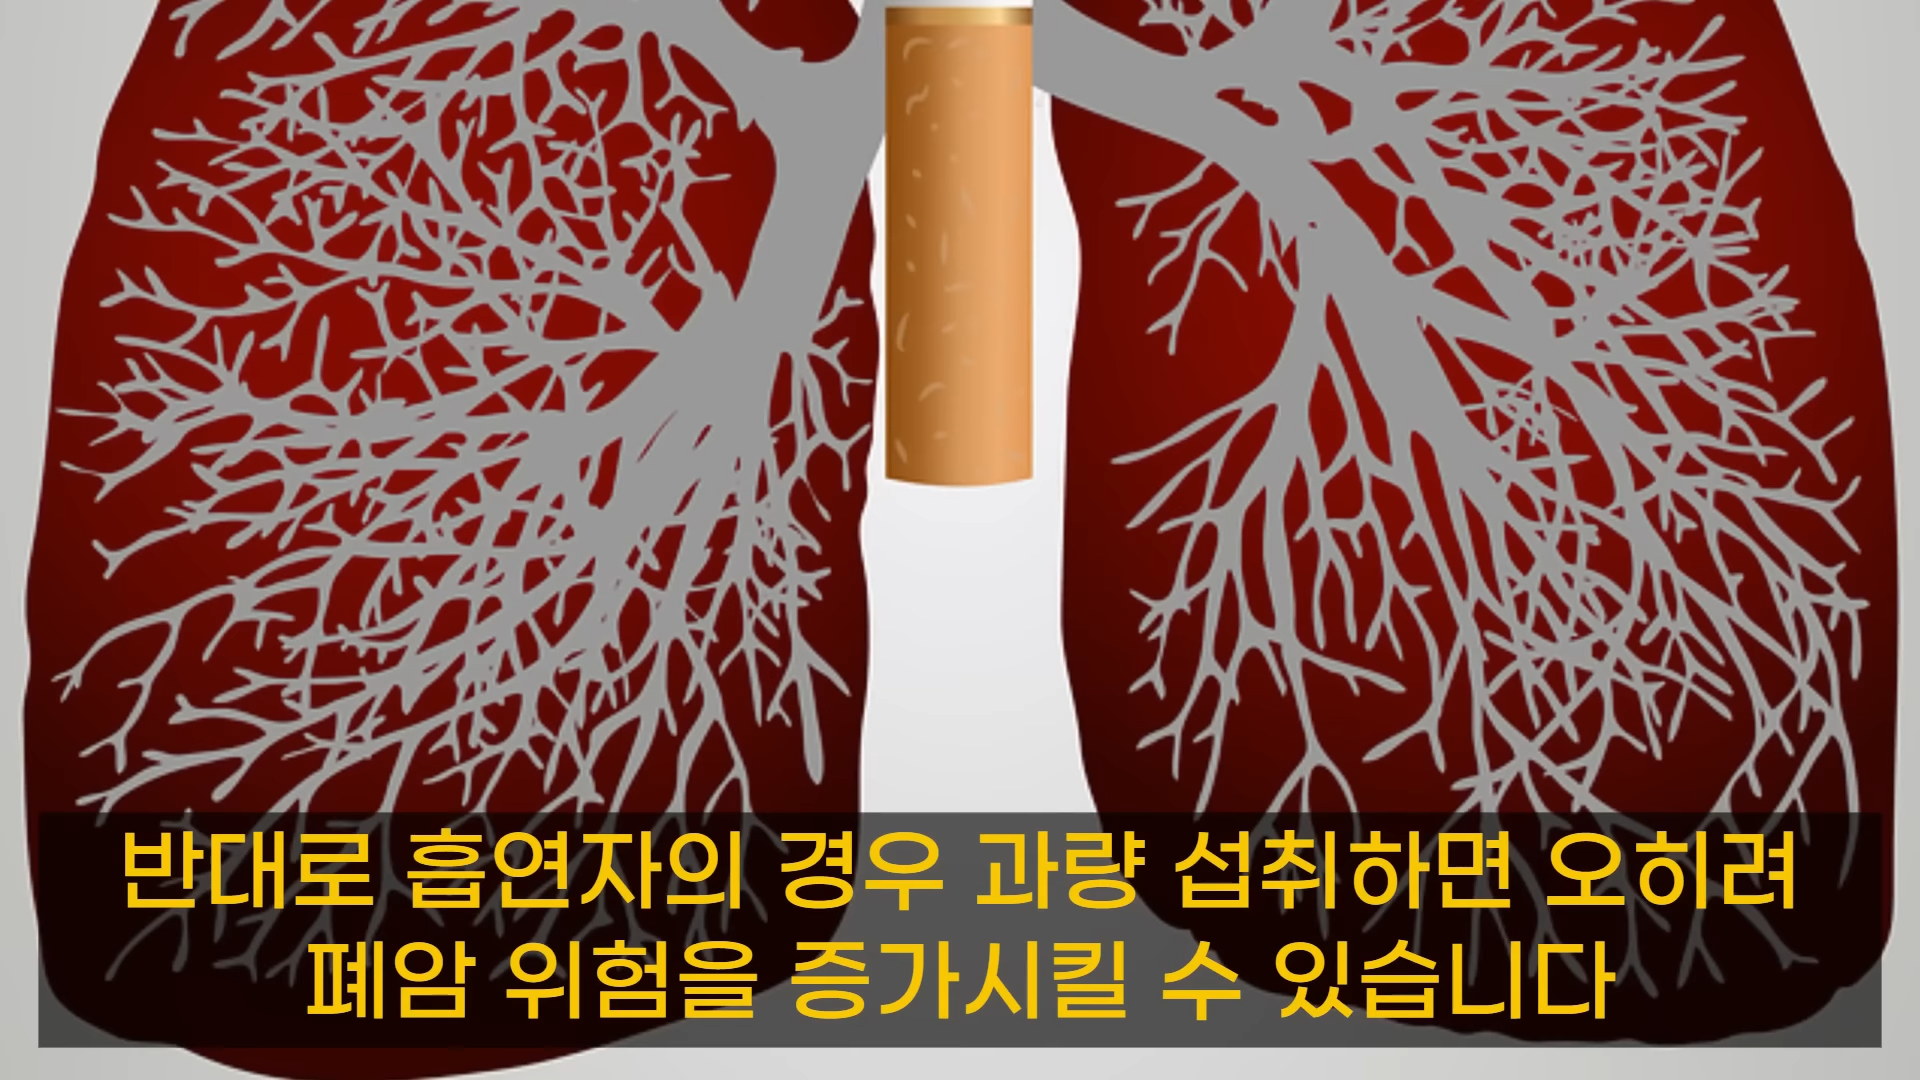 반대로 흡연자의 경우 과량 섭취하면 오히려
폐암 위험을 증가시킬 수 있습니다